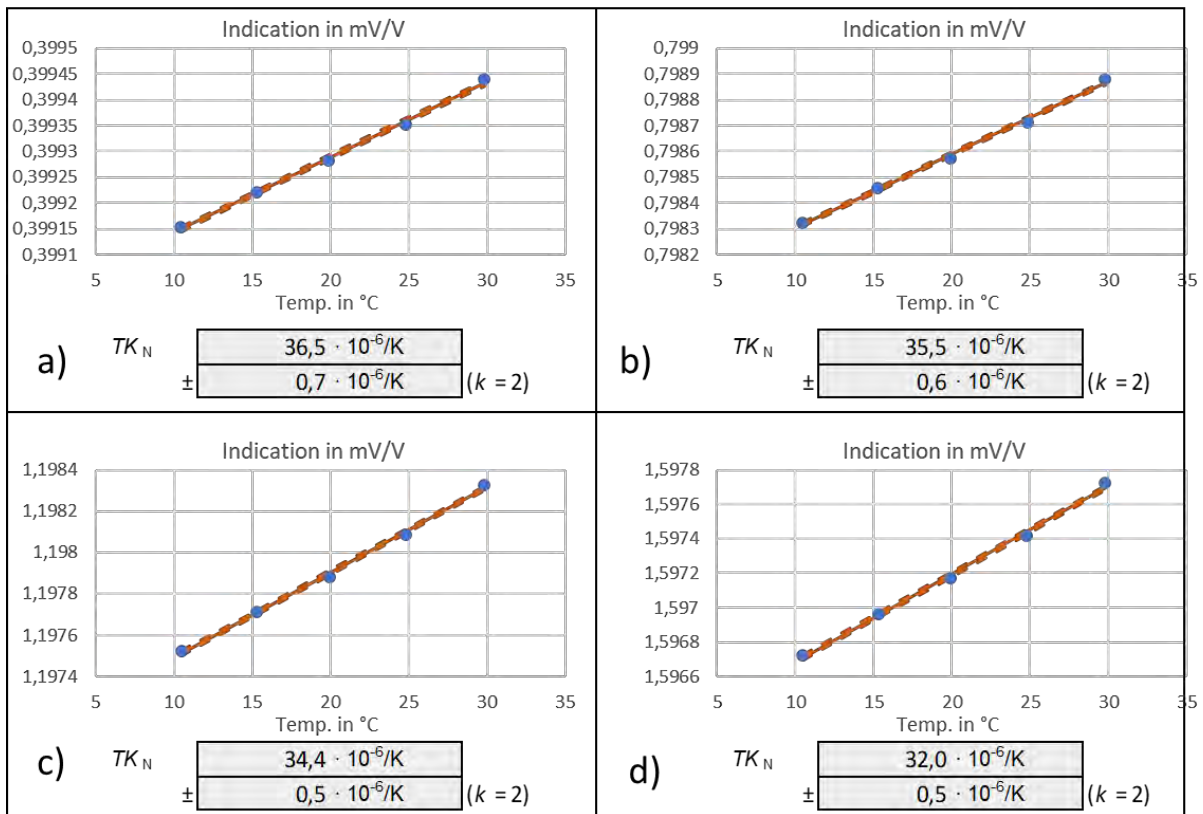 Indication in mV/V
0,3995
0,39945
0,3994
0,39935
0,3993
0,39925
0,3992
0,39915
0,3991
5 10 15 20 25 30 35
Temp. in °C
a)
TK N 36,5 · 10⁻⁶/K
± 0,7 · 10⁻⁶/K (k = 2)
Indication in mV/V
0,799
0,7989
0,7988
0,7987
0,7986
0,7985
0,7984
0,7983
0,7982
5 10 15 20 25 30 35
Temp. in °C
b)
TK N 35,5 · 10⁻⁶/K
± 0,6 · 10⁻⁶/K (k = 2)
Indication in mV/V
1,1984
1,1982
1,198
1,1978
1,1976
1,1974
5 10 15 20 25 30 35
Temp. in °C
c)
TK N 34,4 · 10⁻⁶/K
± 0,5 · 10⁻⁶/K (k = 2)
Indication in mV/V
1,5978
1,5976
1,5974
1,5972
1,597
1,5968
1,5966
5 10 15 20 25 30 35
Temp. in °C
d)
TK N 32,0 · 10⁻⁶/K
± 0,5 · 10⁻⁶/K (k = 2)